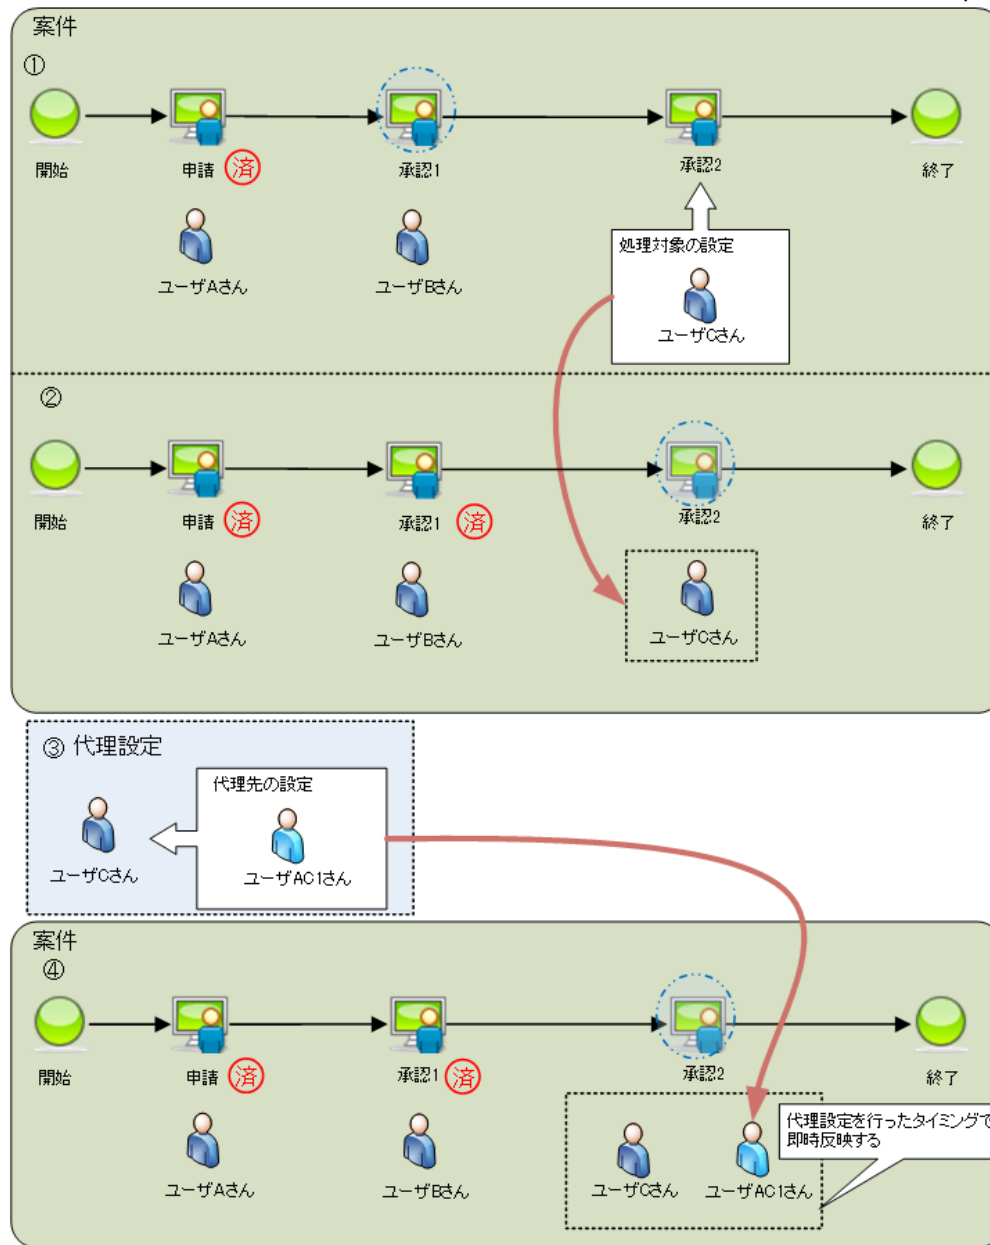 案件
①
開始
申請
済
承認1
承認2
終了
ユーザAさん
ユーザBさん
処理対象の設定
ユーザCさん
②
開始
申請
済
承認1
済
承認2
終了
ユーザAさん
ユーザBさん
ユーザCさん
③ 代理設定
代理先の設定
ユーザCさん
ユーザAC1さん
案件
④
開始
申請
済
承認1
済
承認2
終了
代理設定を行ったタイミングで
即時反映する
ユーザAさん
ユーザBさん
ユーザCさん
ユーザAC1さん